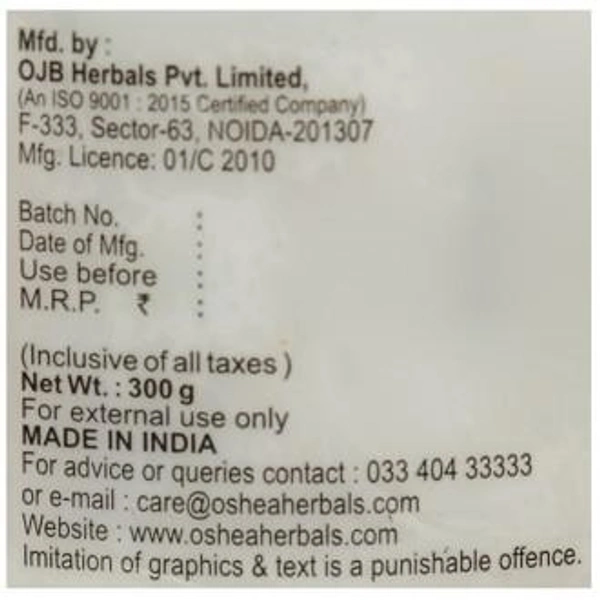 Mfd. by :
OJB Herbals Pvt. Limited,
(An ISO 9001 : 2015 Certified Company)
F-333, Sector-63, NOIDA-201307
Mfg. Licence: 01/C 2010
Batch No. :
Date of Mfg. :
Use before :
M.R.P. ₹ :
(Inclusive of all taxes )
Net Wt. : 300 g
For external use only
MADE IN INDIA
For advice or queries contact : 033 404 33333
or e-mail : care@osheaherbals.com
Website : www.osheaherbals.com
Imitation of graphics & text is a punishable offence.